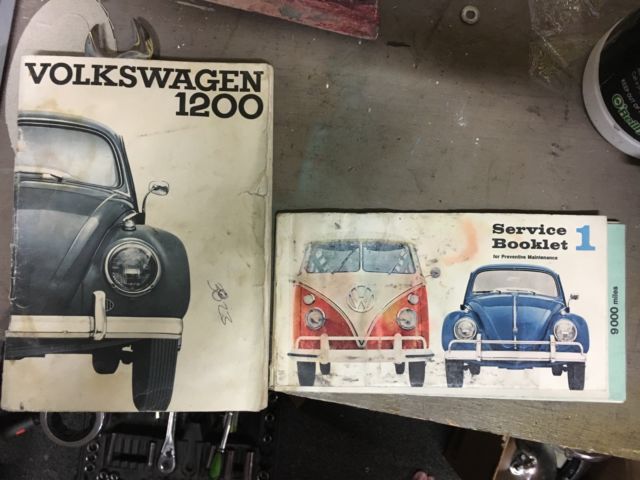 VOLKSWAGEN
1200
Service
Booklet 1
for Preventive Maintenance
9000 miles